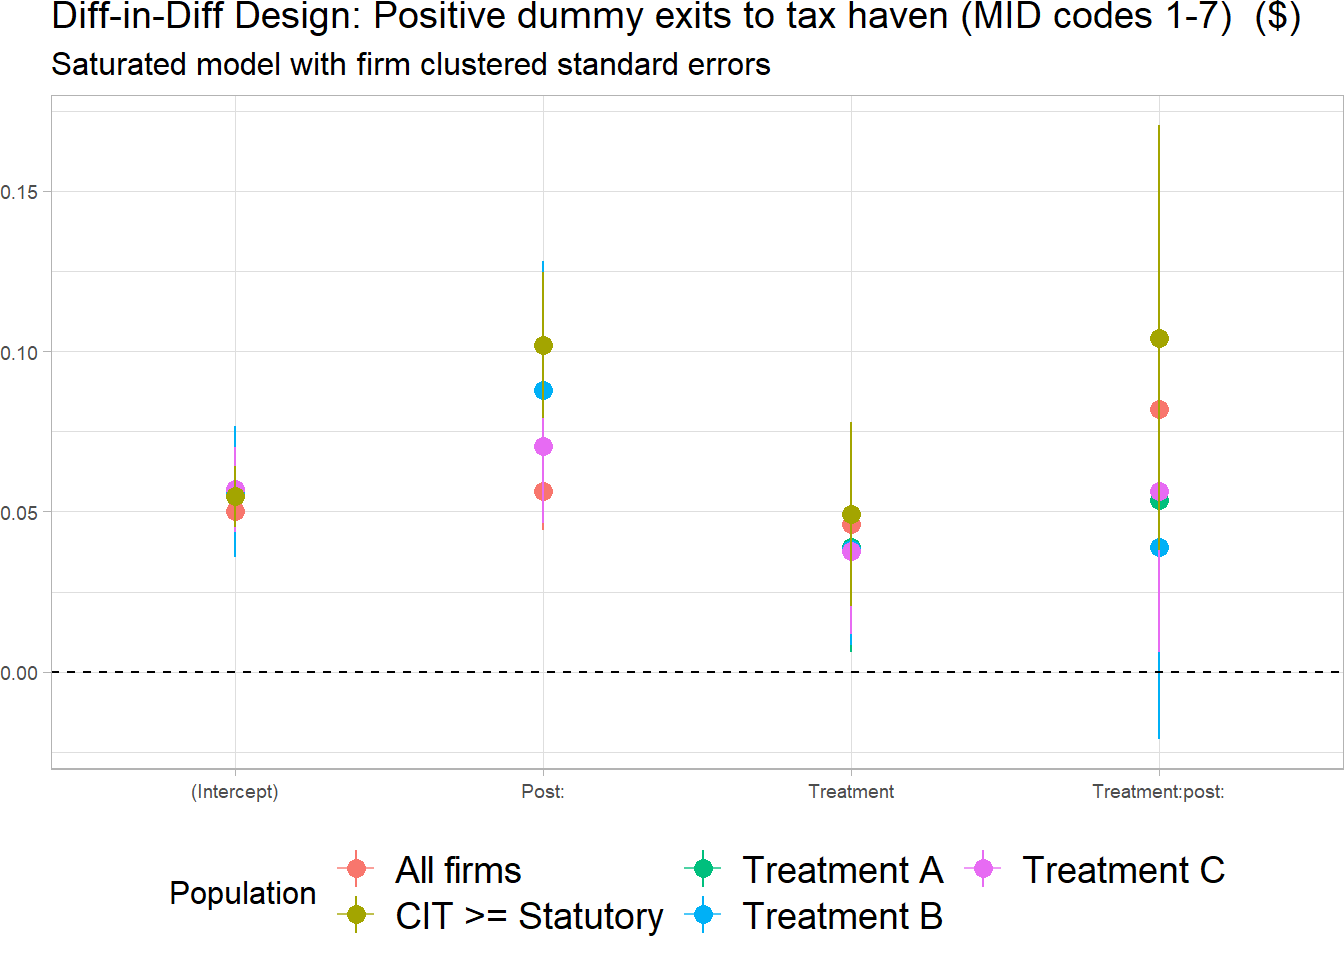 Diff-in-Diff Design: Positive dummy exits to tax haven (MID codes 1-7)  ($)
Saturated model with firm clustered standard errors
0.15
0.10
0.05
0.00
(Intercept) Post: Treatment Treatment:post:
Population
All firms Treatment A Treatment C
CIT >= Statutory Treatment B